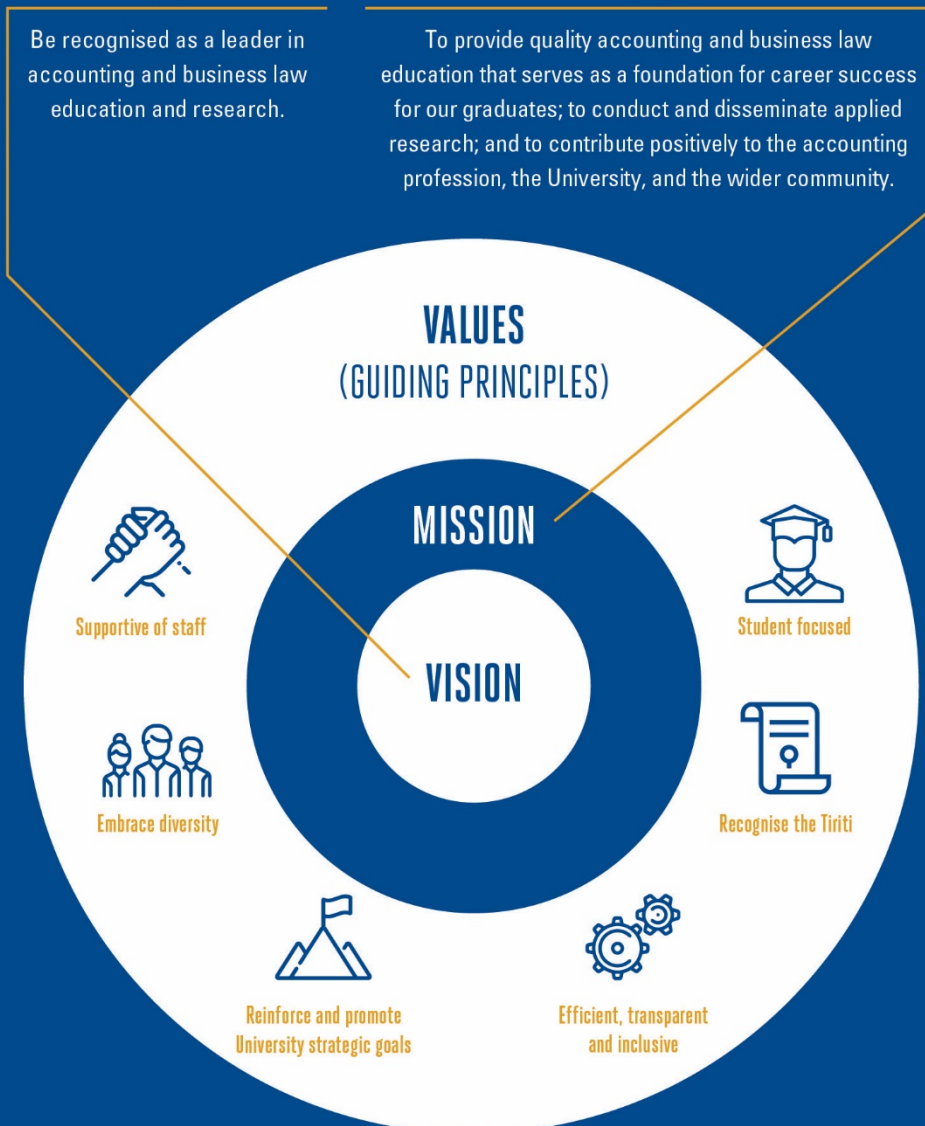 Be recognised as a leader in
accounting and business law
education and research.
To provide quality accounting and business law
education that serves as a foundation for career success
for our graduates; to conduct and disseminate applied
research; and to contribute positively to the accounting
profession, the University, and the wider community.
VALUES
(GUIDING PRINCIPLES)
MISSION
VISION
Supportive of staff
Student focused
Embrace diversity
Recognise the Tiriti
Reinforce and promote
University strategic goals
Efficient, transparent
and inclusive